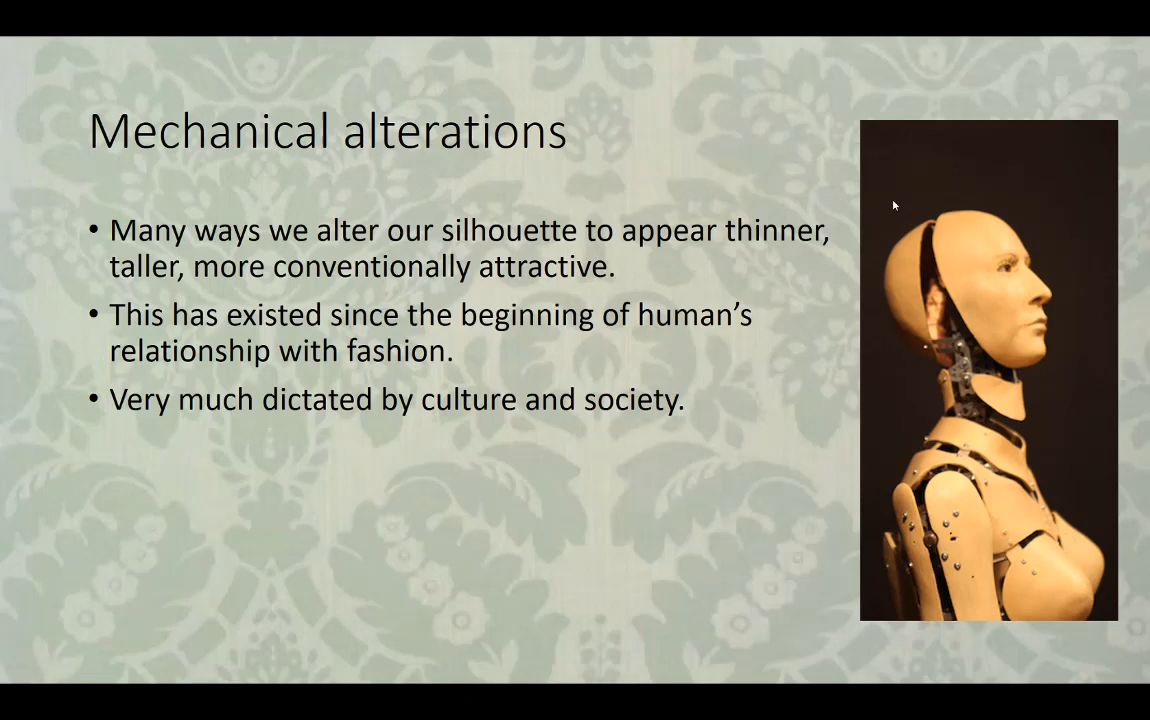 Mechanical alterations
• Many ways we alter our silhouette to appear thinner,
taller, more conventionally attractive.
• This has existed since the beginning of human’s
relationship with fashion.
• Very much dictated by culture and society.